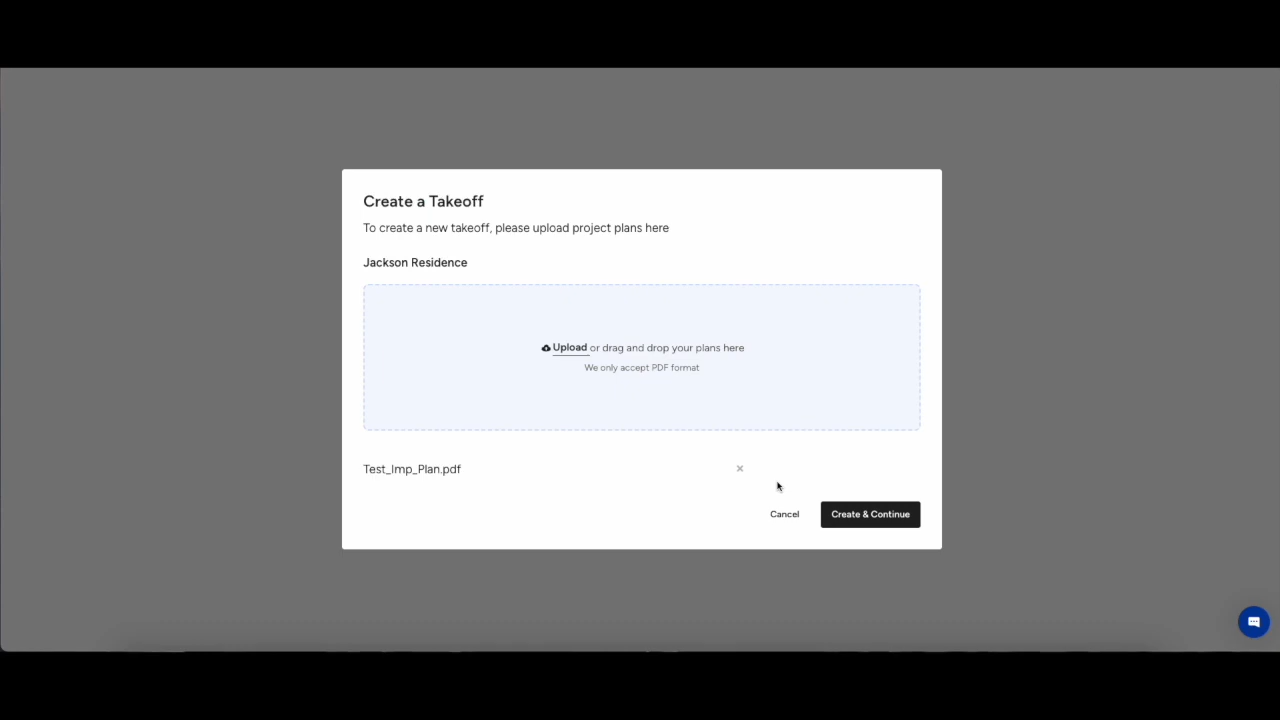 Create a Takeoff
To create a new takeoff, please upload project plans here
Jackson Residence
Upload or drag and drop your plans here
We only accept PDF format
Test_Imp_Plan.pdf ×
Cancel Create & Continue